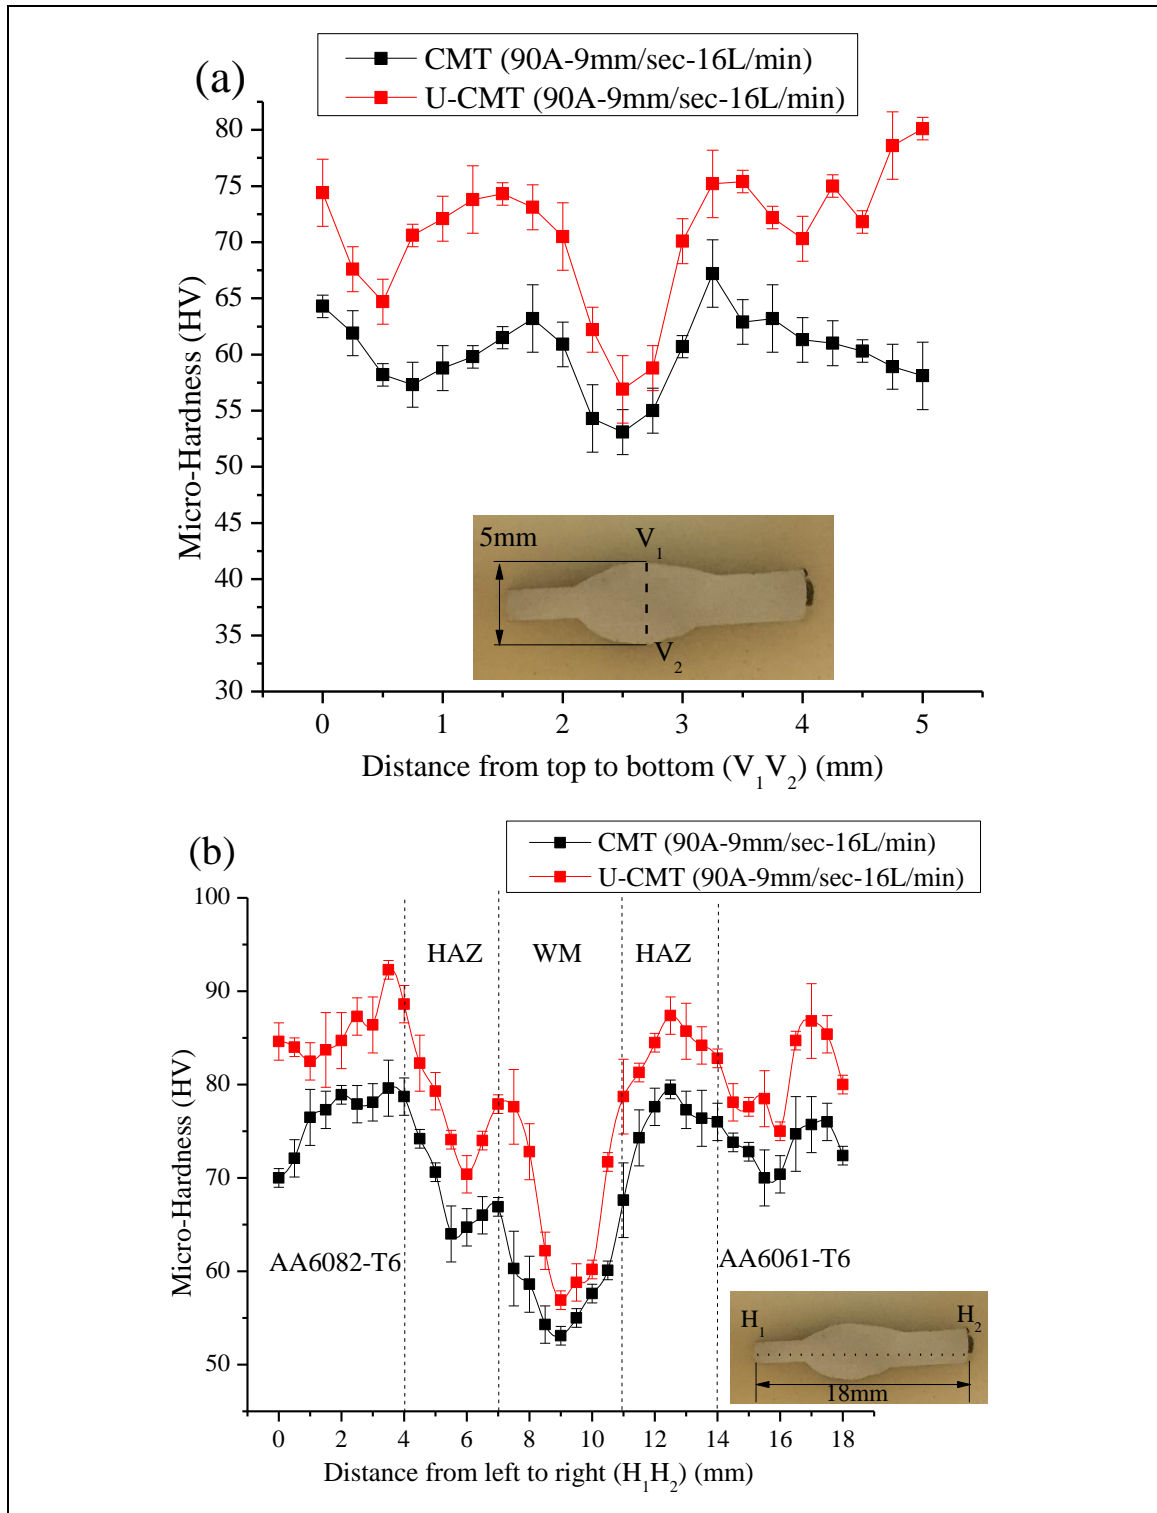 (a)
CMT (90A-9mm/sec-16L/min)
U-CMT (90A-9mm/sec-16L/min)
Micro-Hardness (HV)
80
75
70
65
60
55
50
45
40
35
30
5mm
V₁
V₂
0 1 2 3 4 5
Distance from top to bottom (V₁V₂) (mm)
(b)
CMT (90A-9mm/sec-16L/min)
U-CMT (90A-9mm/sec-16L/min)
Micro-Hardness (HV)
100
90
80
70
60
50
HAZ WM HAZ
AA6082-T6 AA6061-T6
H₁ H₂
18mm
0 2 4 6 8 10 12 14 16 18
Distance from left to right (H₁H₂) (mm)